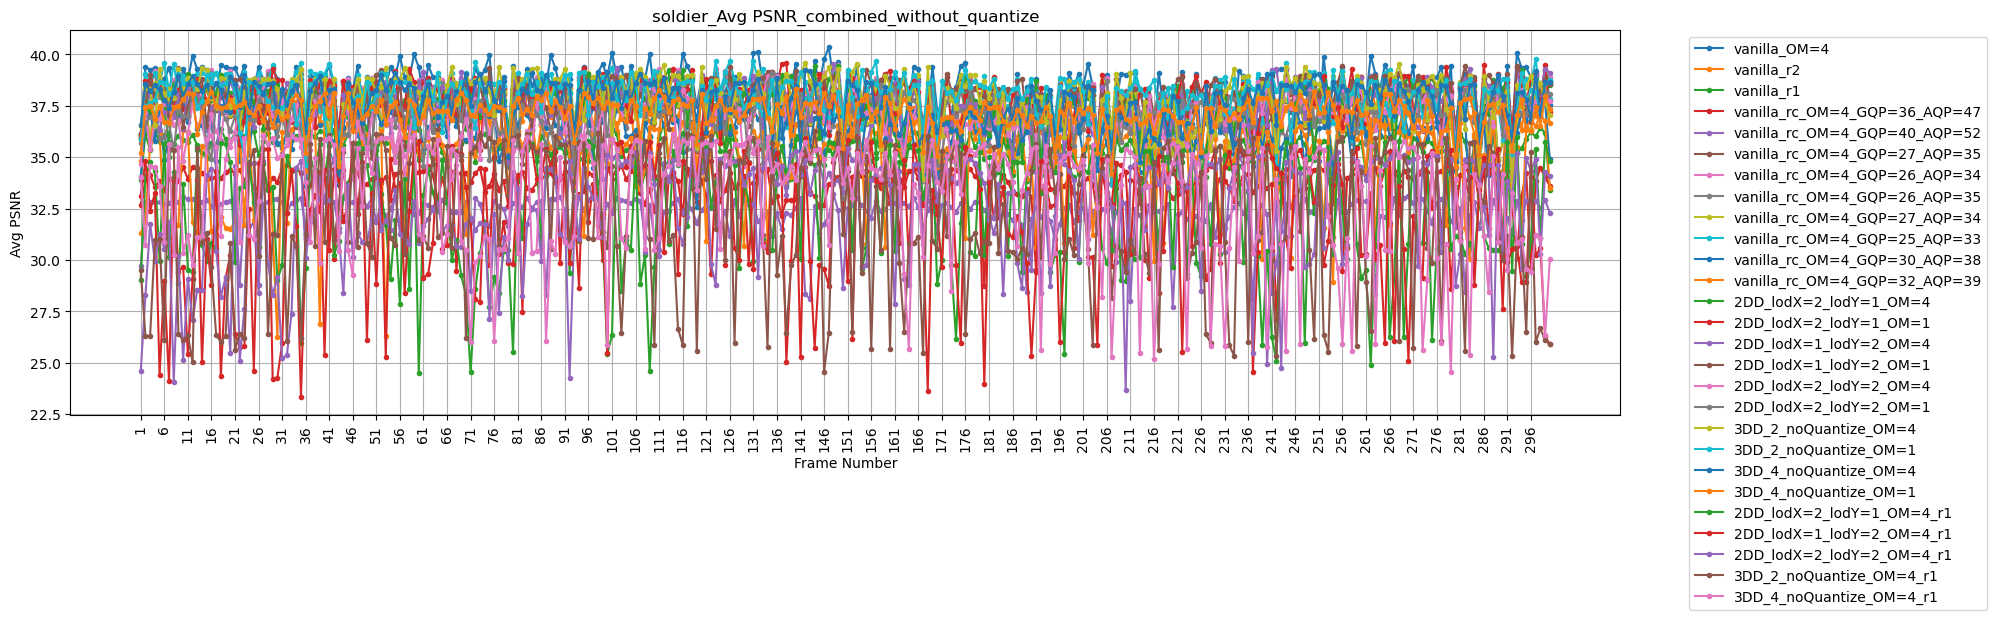 soldier_Avg PSNR_combined_without_quantize
Avg PSNR
40.0
37.5
35.0
32.5
30.0
27.5
25.0
22.5
1 6 11 16 21 26 31 36 41 46 51 56 61 66 71 76 81 86 91 96 101 106 111 116 121 126 131 136 141 146 151 156 161 166 171 176 181 186 191 196 201 206 211 216 221 226 231 236 241 246 251 256 261 266 271 276 281 286 291 296
Frame Number
vanilla_OM=4
vanilla_r2
vanilla_r1
vanilla_rc_OM=4_GQP=36_AQP=47
vanilla_rc_OM=4_GQP=40_AQP=52
vanilla_rc_OM=4_GQP=27_AQP=35
vanilla_rc_OM=4_GQP=26_AQP=34
vanilla_rc_OM=4_GQP=26_AQP=35
vanilla_rc_OM=4_GQP=27_AQP=34
vanilla_rc_OM=4_GQP=25_AQP=33
vanilla_rc_OM=4_GQP=30_AQP=38
vanilla_rc_OM=4_GQP=32_AQP=39
2DD_lodX=2_lodY=1_OM=4
2DD_lodX=2_lodY=1_OM=1
2DD_lodX=1_lodY=2_OM=4
2DD_lodX=1_lodY=2_OM=1
2DD_lodX=2_lodY=2_OM=4
2DD_lodX=2_lodY=2_OM=1
3DD_2_noQuantize_OM=4
3DD_2_noQuantize_OM=1
3DD_4_noQuantize_OM=4
3DD_4_noQuantize_OM=1
2DD_lodX=2_lodY=1_OM=4_r1
2DD_lodX=1_lodY=2_OM=4_r1
2DD_lodX=2_lodY=2_OM=4_r1
3DD_2_noQuantize_OM=4_r1
3DD_4_noQuantize_OM=4_r1